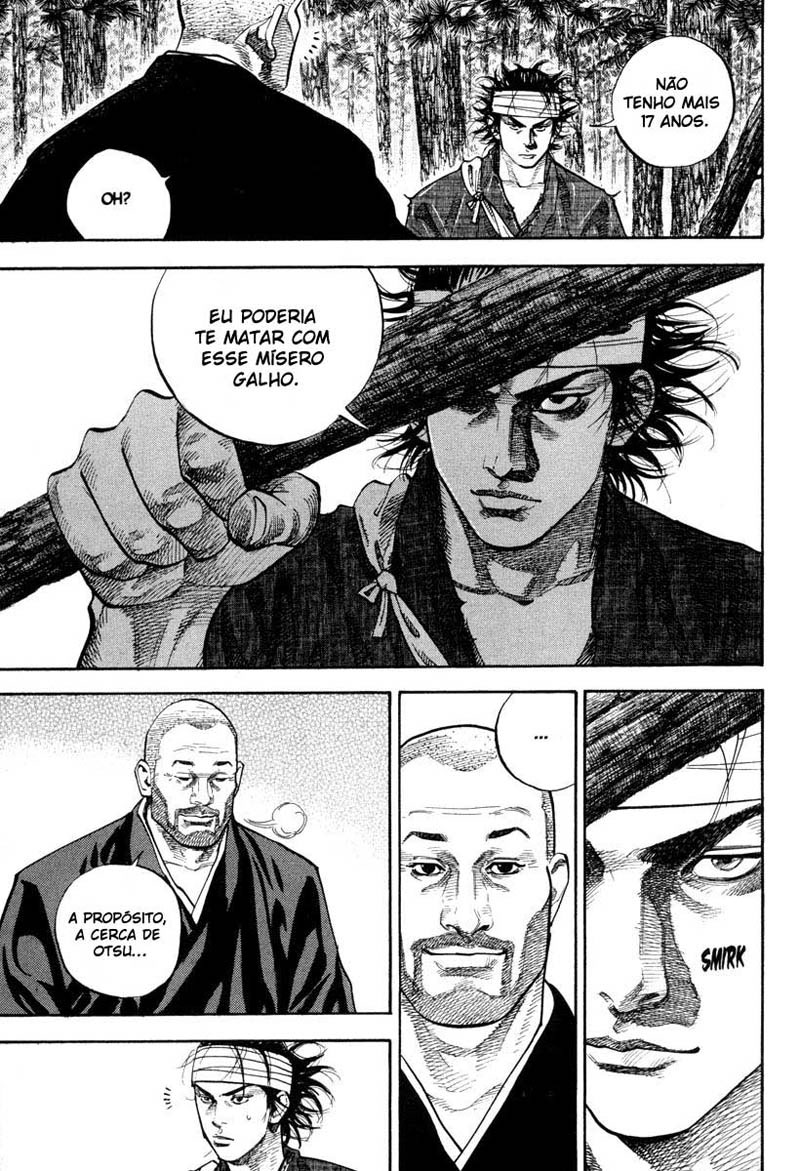 NÃO
TENHO MAIS
17 ANOS.
OH?
EU PODERIA
TE MATAR COM
ESSE MÍSERO
GALHO.
SMIRK
...
A PROPÓSITO,
A CERCA DE
OTSU...